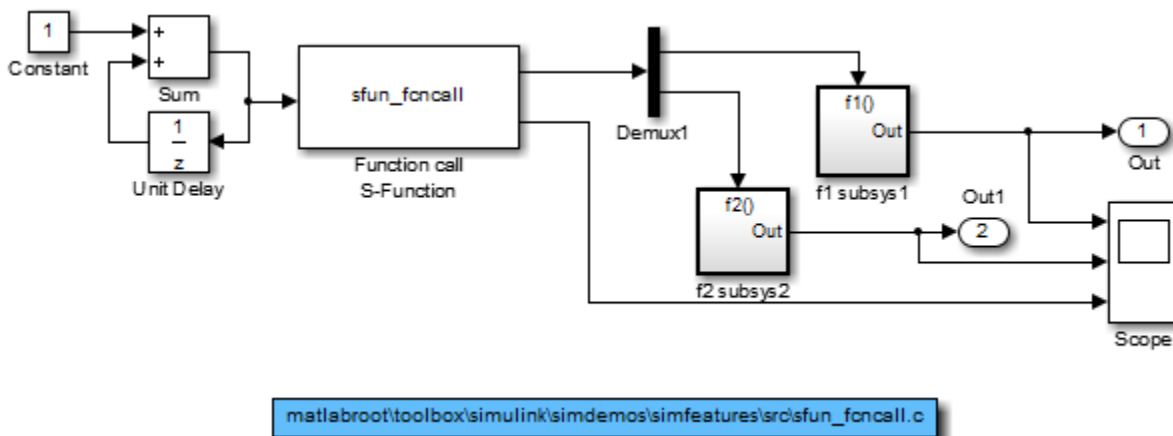 1
Constant
+
+
Sum
1
z
Unit Delay
sfun_fcncall
Function call
S-Function
Demux1
f1()
Out
f1 subsys1
f2()
Out
f2 subsys2
1
Out
Out1
2
Scope
matlabroot\toolbox\simulink\simdemos\simfeatures\src\sfun_fcncall.c